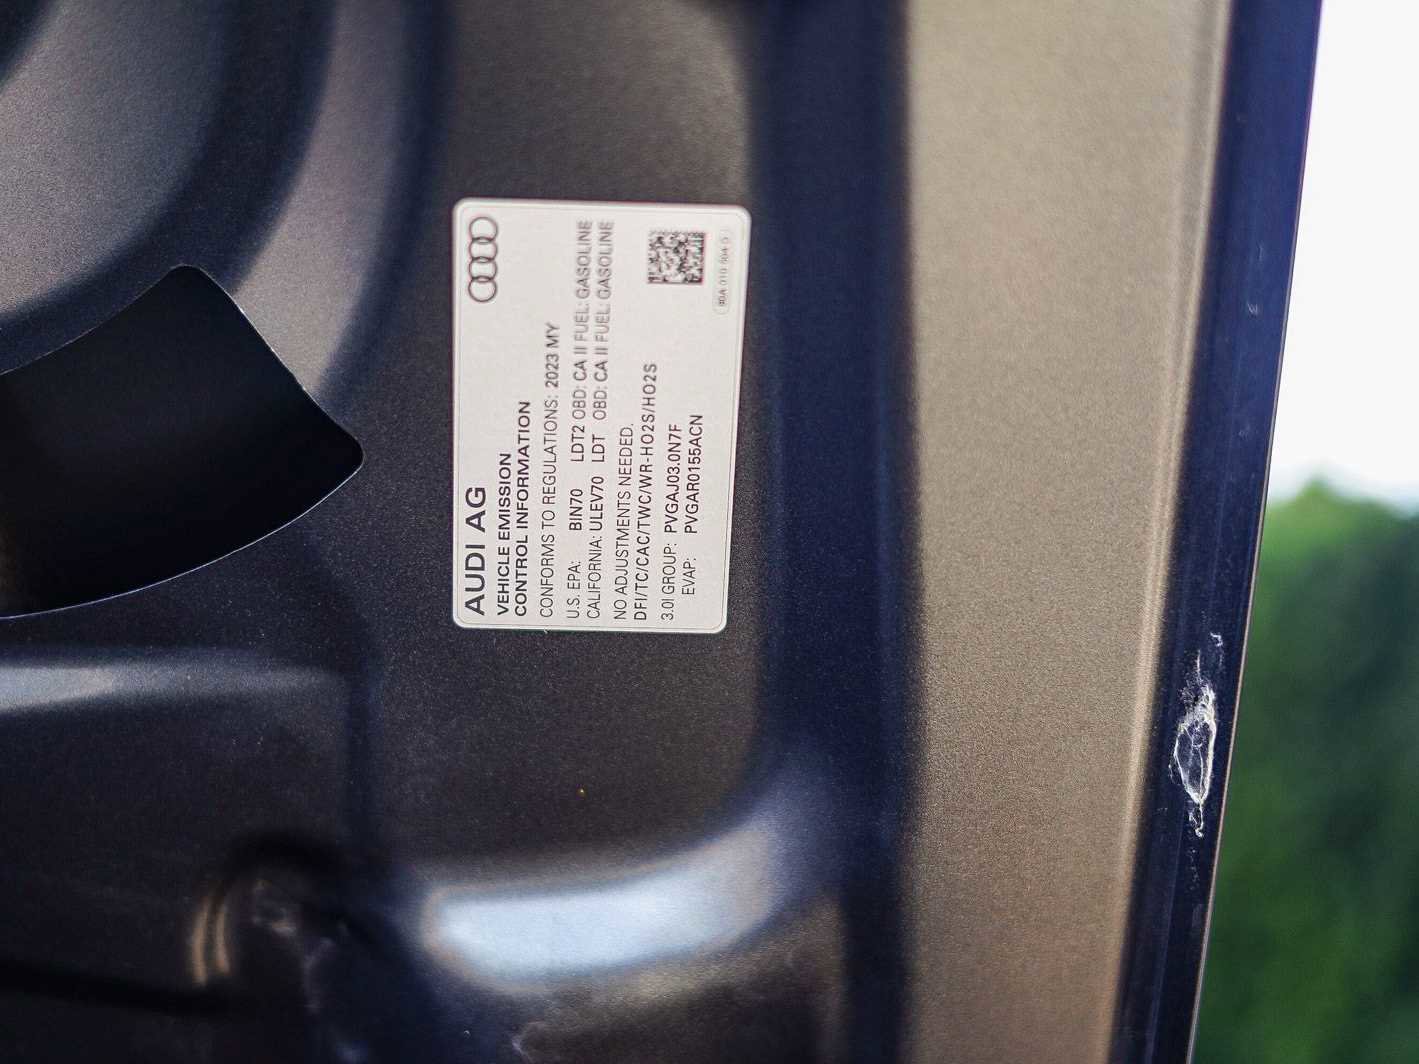 AUDI AG
VEHICLE EMISSION
CONTROL INFORMATION
CONFORMS TO REGULATIONS: 2023 MY
U.S. EPA: BIN70 LDT2 OBD: CA II FUEL: GASOLINE
CALIFORNIA: ULEV70 LDT OBD: CA II FUEL: GASOLINE
NO ADJUSTMENTS NEEDED.
DFI/TC/CAC/TWC/WR-HO2S/HO2S
3.0l GROUP: PVGAJ03.0N7F
EVAP: PVGAR0155ACN